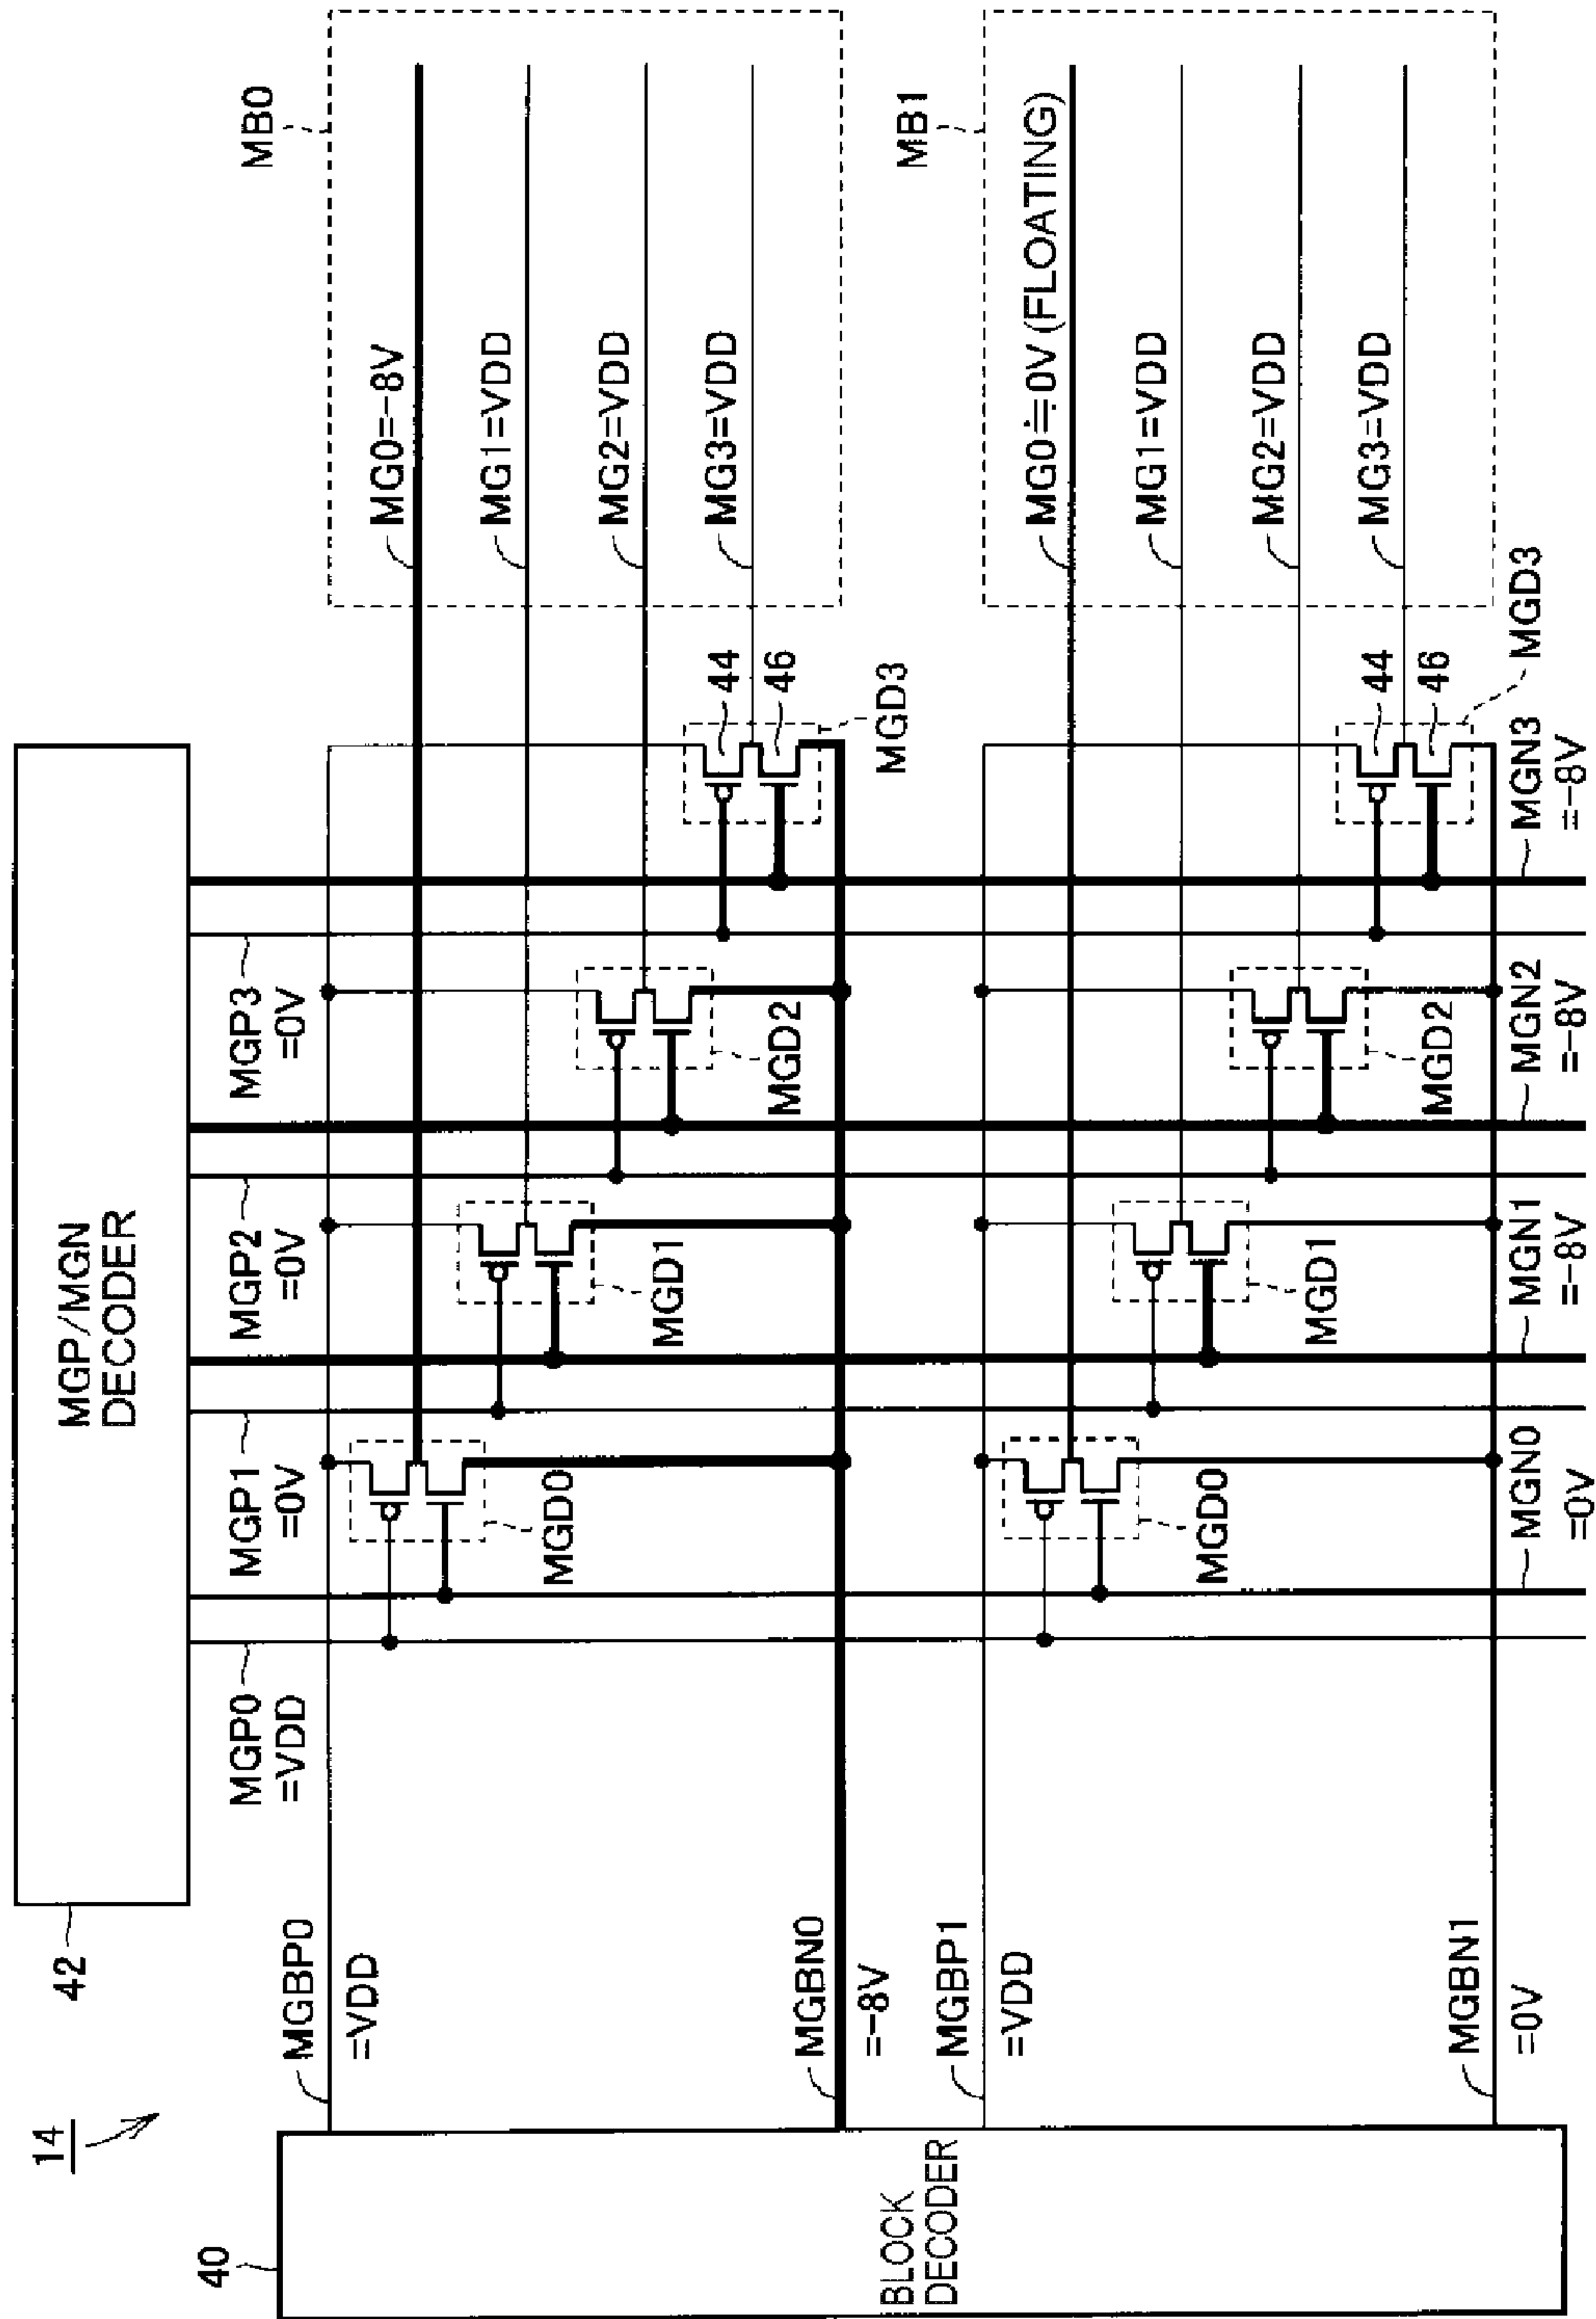 14
42
MGP/MGN
DECODER
MGP0
=VDD
MGP1
=0V
MGP2
=0V
MGP3
=0V
40
BLOCK
DECODER
MGBP0
=VDD
MGBN0
=-8V
MGBP1
=VDD
MGBN1
=0V
MGD0
MGD1
MGD2
44
46
MGD3
MB0
MG0=-8V
MG1=VDD
MG2=VDD
MG3=VDD
MGD0
MGD1
MGD2
44
46
MGD3
MB1
MG0≒0V (FLOATING)
MG1=VDD
MG2=VDD
MG3=VDD
MGN0
=0V
MGN1
=-8V
MGN2
=-8V
MGN3
=-8V